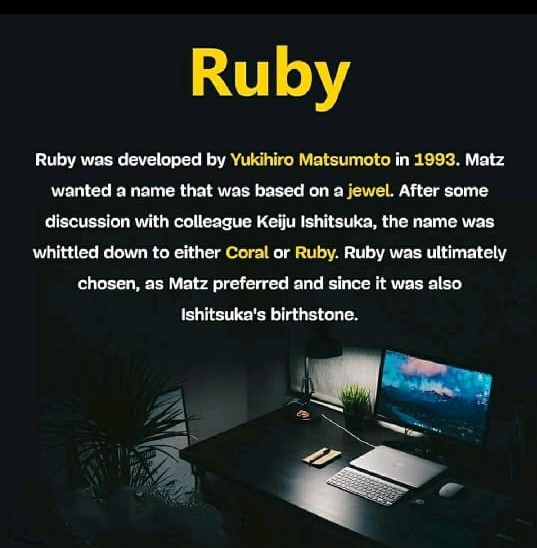 Ruby
Ruby was developed by Yukihiro Matsumoto in 1993. Matz
wanted a name that was based on a jewel. After some
discussion with colleague Keiju Ishitsuka, the name was
whittled down to either Coral or Ruby. Ruby was ultimately
chosen, as Matz preferred and since it was also
Ishitsuka's birthstone.